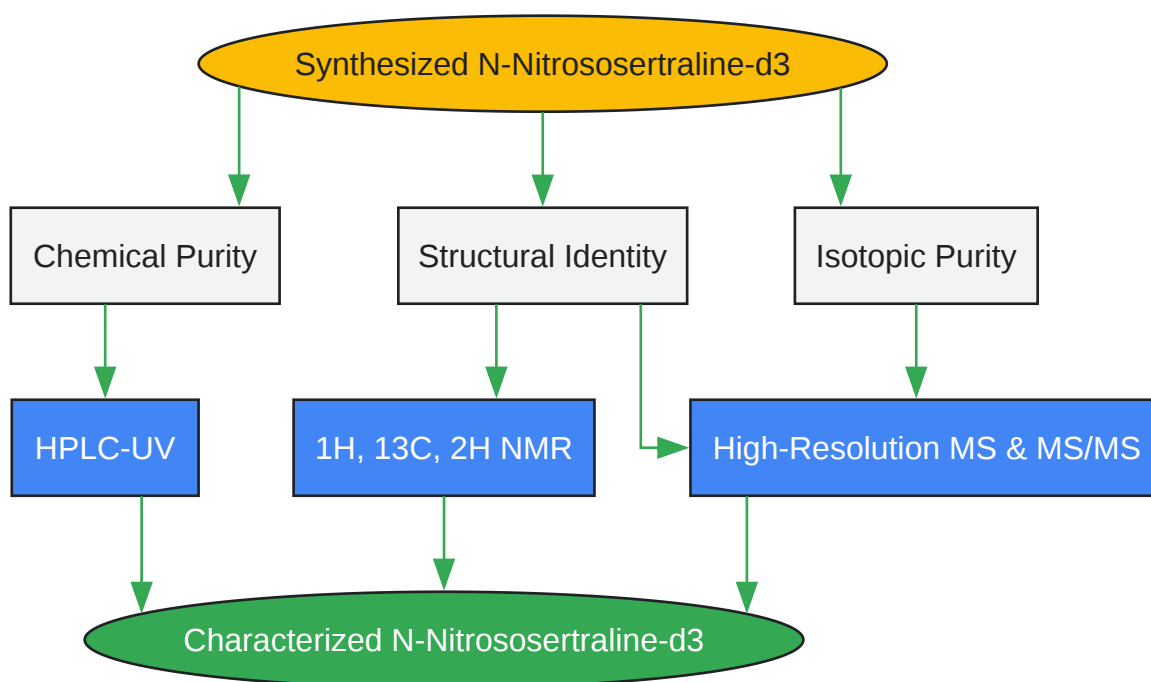 Synthesized N-Nitrososertraline-d3
Chemical Purity
Structural Identity
Isotopic Purity
HPLC-UV
1H, 13C, 2H NMR
High-Resolution MS & MS/MS
Characterized N-Nitrososertraline-d3